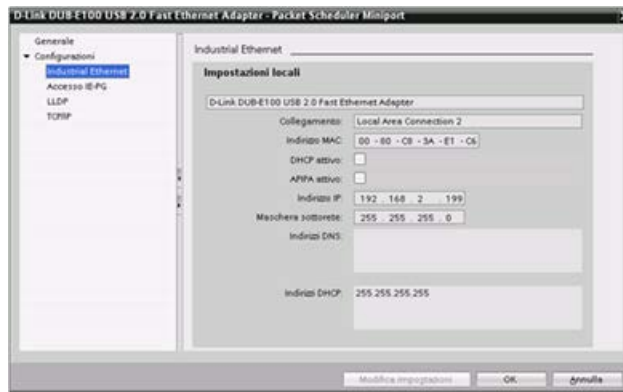 D-Link DUB-E100 USB 2.0 Fast Ethernet Adapter - Packet Scheduler Miniport
Generale
Configurazioni
Industrial Ethernet
Accesso IE-PG
LLDP
TCP/IP
Industrial Ethernet
Impostazioni locali
D-Link DUB-E100 USB 2.0 Fast Ethernet Adapter
Collegamento: Local Area Connection 2
Indirizzo MAC: 00 - 80 - C8 - 3A - E1 - C6
DHCP attivo:
APIPA attivo:
Indirizzo IP: 192 . 168 . 2 . 199
Maschera sottorete: 255 . 255 . 255 . 0
Indirizzi DNS:
Indirizzi DHCP: 255.255.255.255
Modifica impostazioni
OK
Annulla